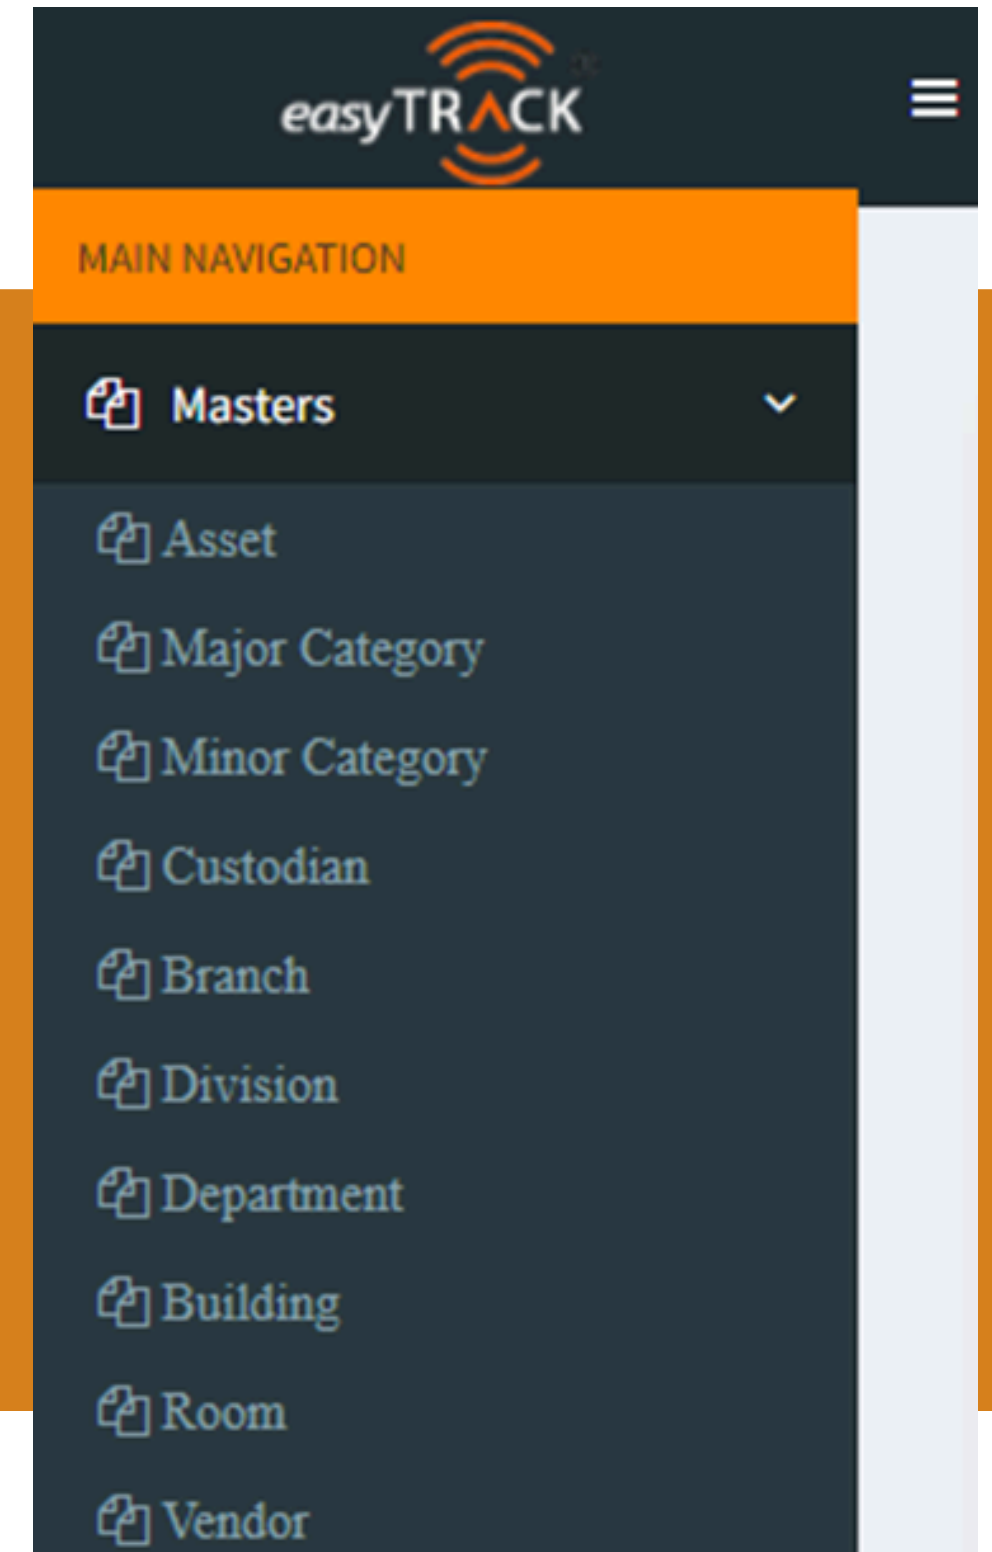 easyTRACK
MAIN NAVIGATION
Masters
Asset
Major Category
Minor Category
Custodian
Branch
Division
Department
Building
Room
Vendor